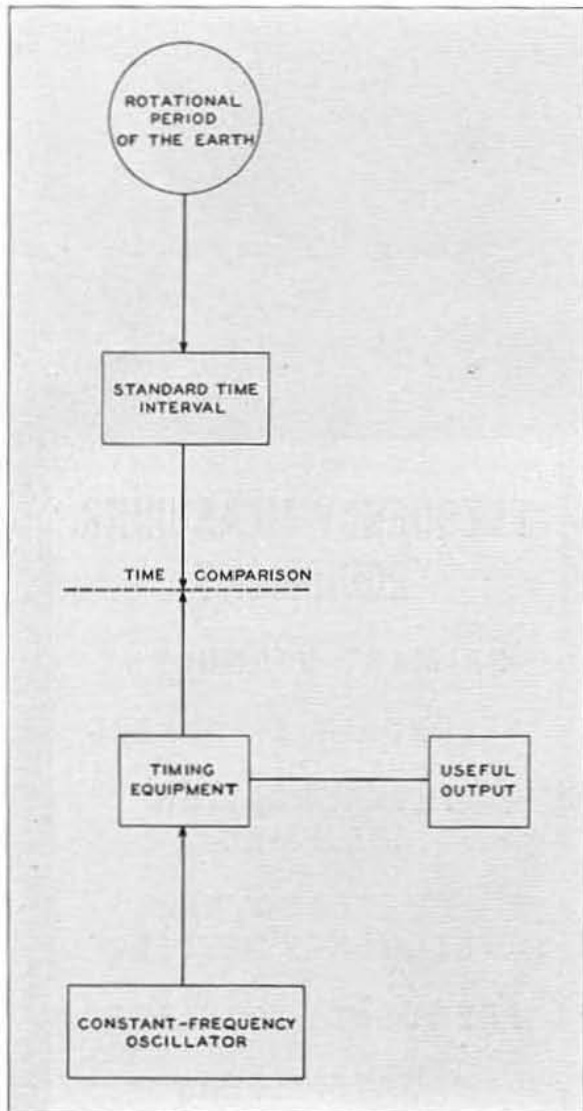 ROTATIONAL
PERIOD
OF THE EARTH
STANDARD TIME
INTERVAL
TIME COMPARISON
TIMING
EQUIPMENT
USEFUL
OUTPUT
CONSTANT-FREQUENCY
OSCILLATOR